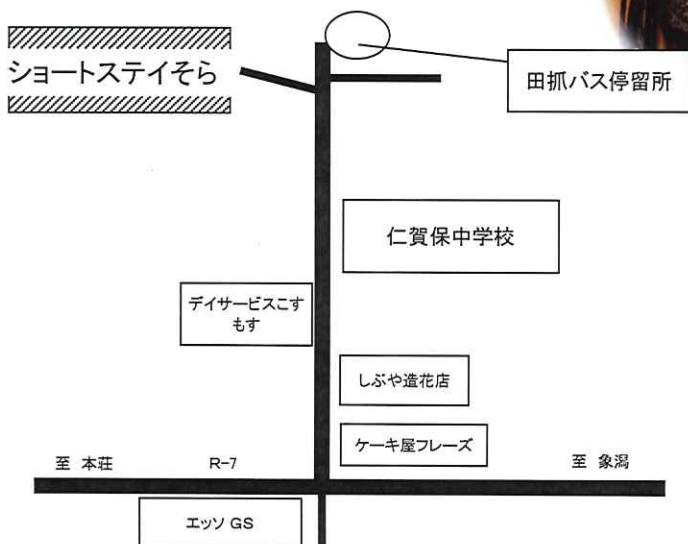 ショートステイそら
田抓バス停留所
仁賀保中学校
デイサービスこす
もす
しぶや造花店
ケーキ屋フレーズ
至 本荘
R-7
至 象潟
エッソ GS